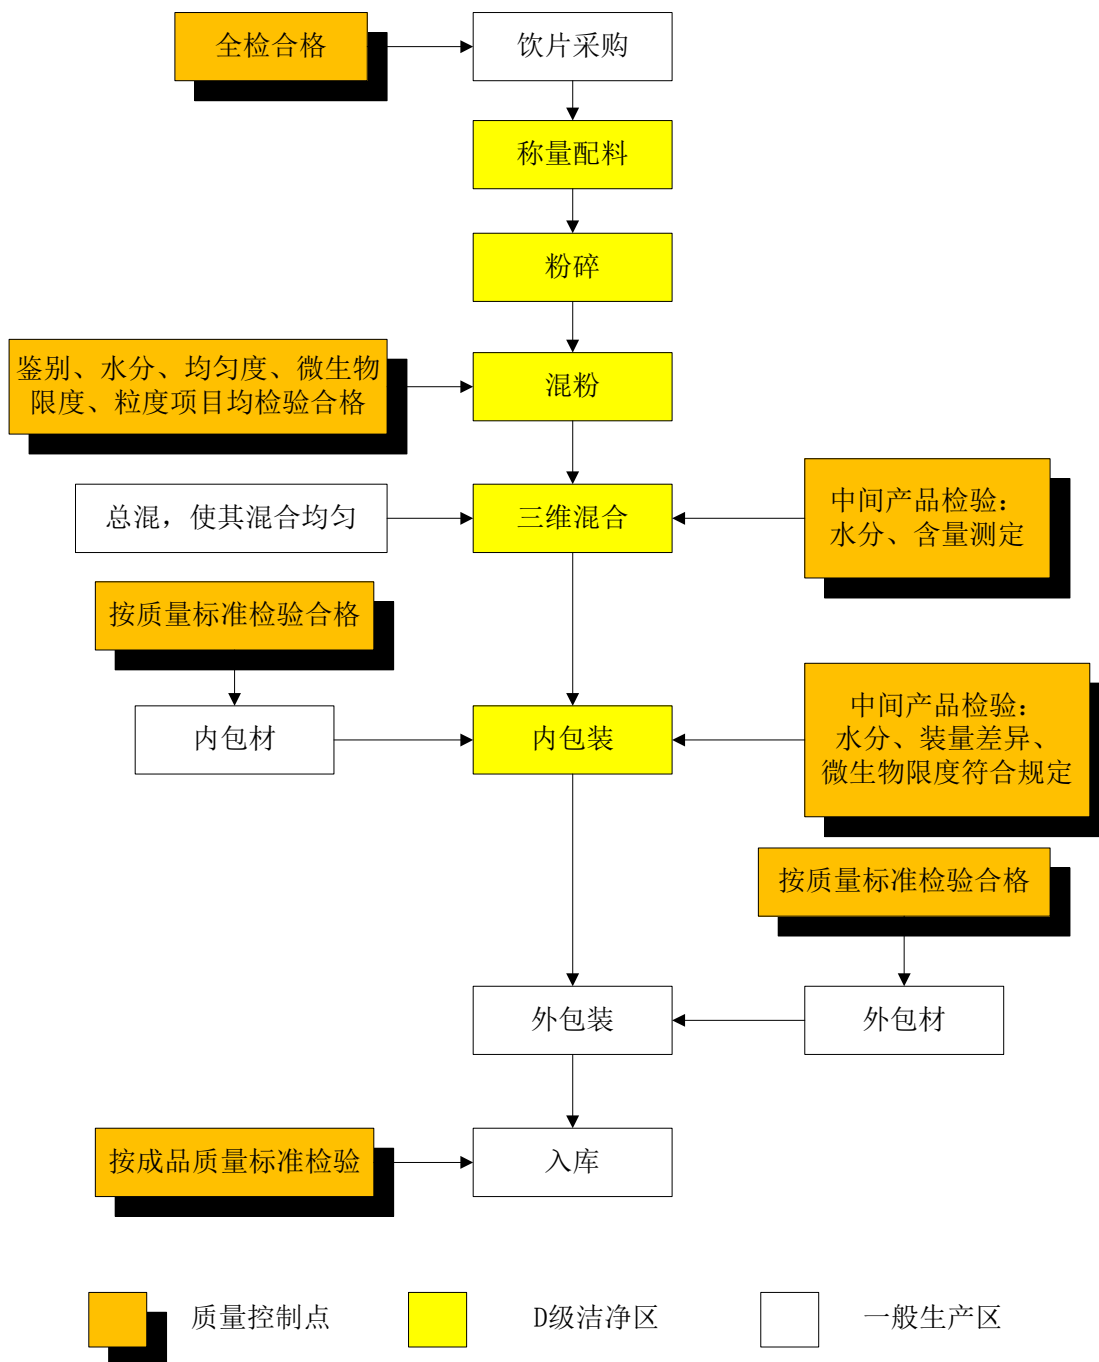 全检合格
饮片采购
称量配料
粉碎
鉴别、水分、均匀度、微生物
限度、粒度项目均检验合格
混粉
总混，使其混合均匀
三维混合
中间产品检验：
水分、含量测定
按质量标准检验合格
内包材
内包装
中间产品检验：
水分、装量差异、
微生物限度符合规定
按质量标准检验合格
外包装
外包材
按成品质量标准检验
入库
质量控制点
D级洁净区
一般生产区